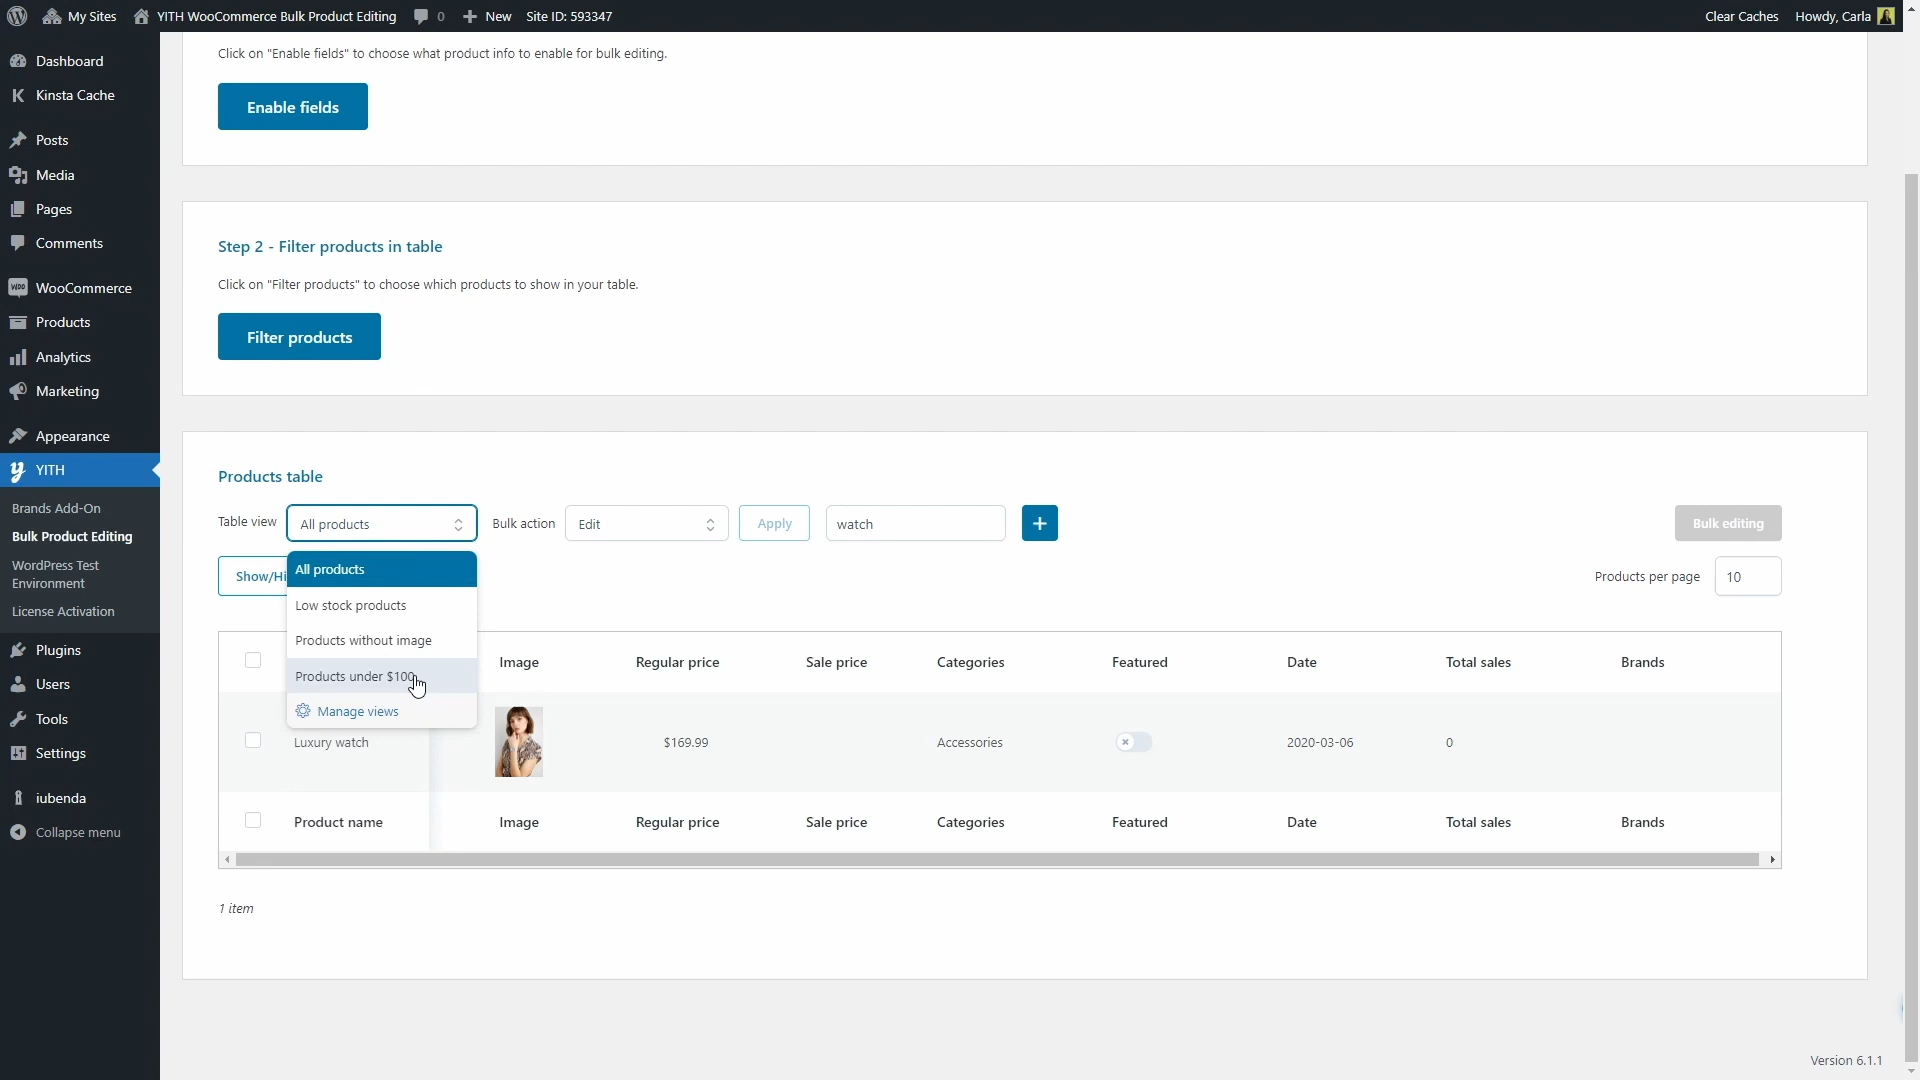 My Sites
YITH WooCommerce Bulk Product Editing
0
New
Site ID: 593347
Clear Caches
Howdy, Carla
Dashboard
Kinsta Cache
Posts
Media
Pages
Comments
WooCommerce
Products
Analytics
Marketing
Appearance
YITH
Brands Add-On
Bulk Product Editing
WordPress Test
Environment
License Activation
Plugins
Users
Tools
Settings
iubenda
Collapse menu
Click on "Enable fields" to choose what product info to enable for bulk editing.
Enable fields
Step 2 - Filter products in table
Click on "Filter products" to choose which products to show in your table.
Filter products
Products table
Table view
All products
Bulk action
Edit
Apply
watch
+
Bulk editing
Show/Hi
Products per page
10
All products
Low stock products
Products without image
Products under $100
Manage views
Image
Regular price
Sale price
Categories
Featured
Date
Total sales
Brands
Luxury watch
$169.99
Accessories
2020-03-06
0
Product name
Image
Regular price
Sale price
Categories
Featured
Date
Total sales
Brands
1 item
Version 6.1.1